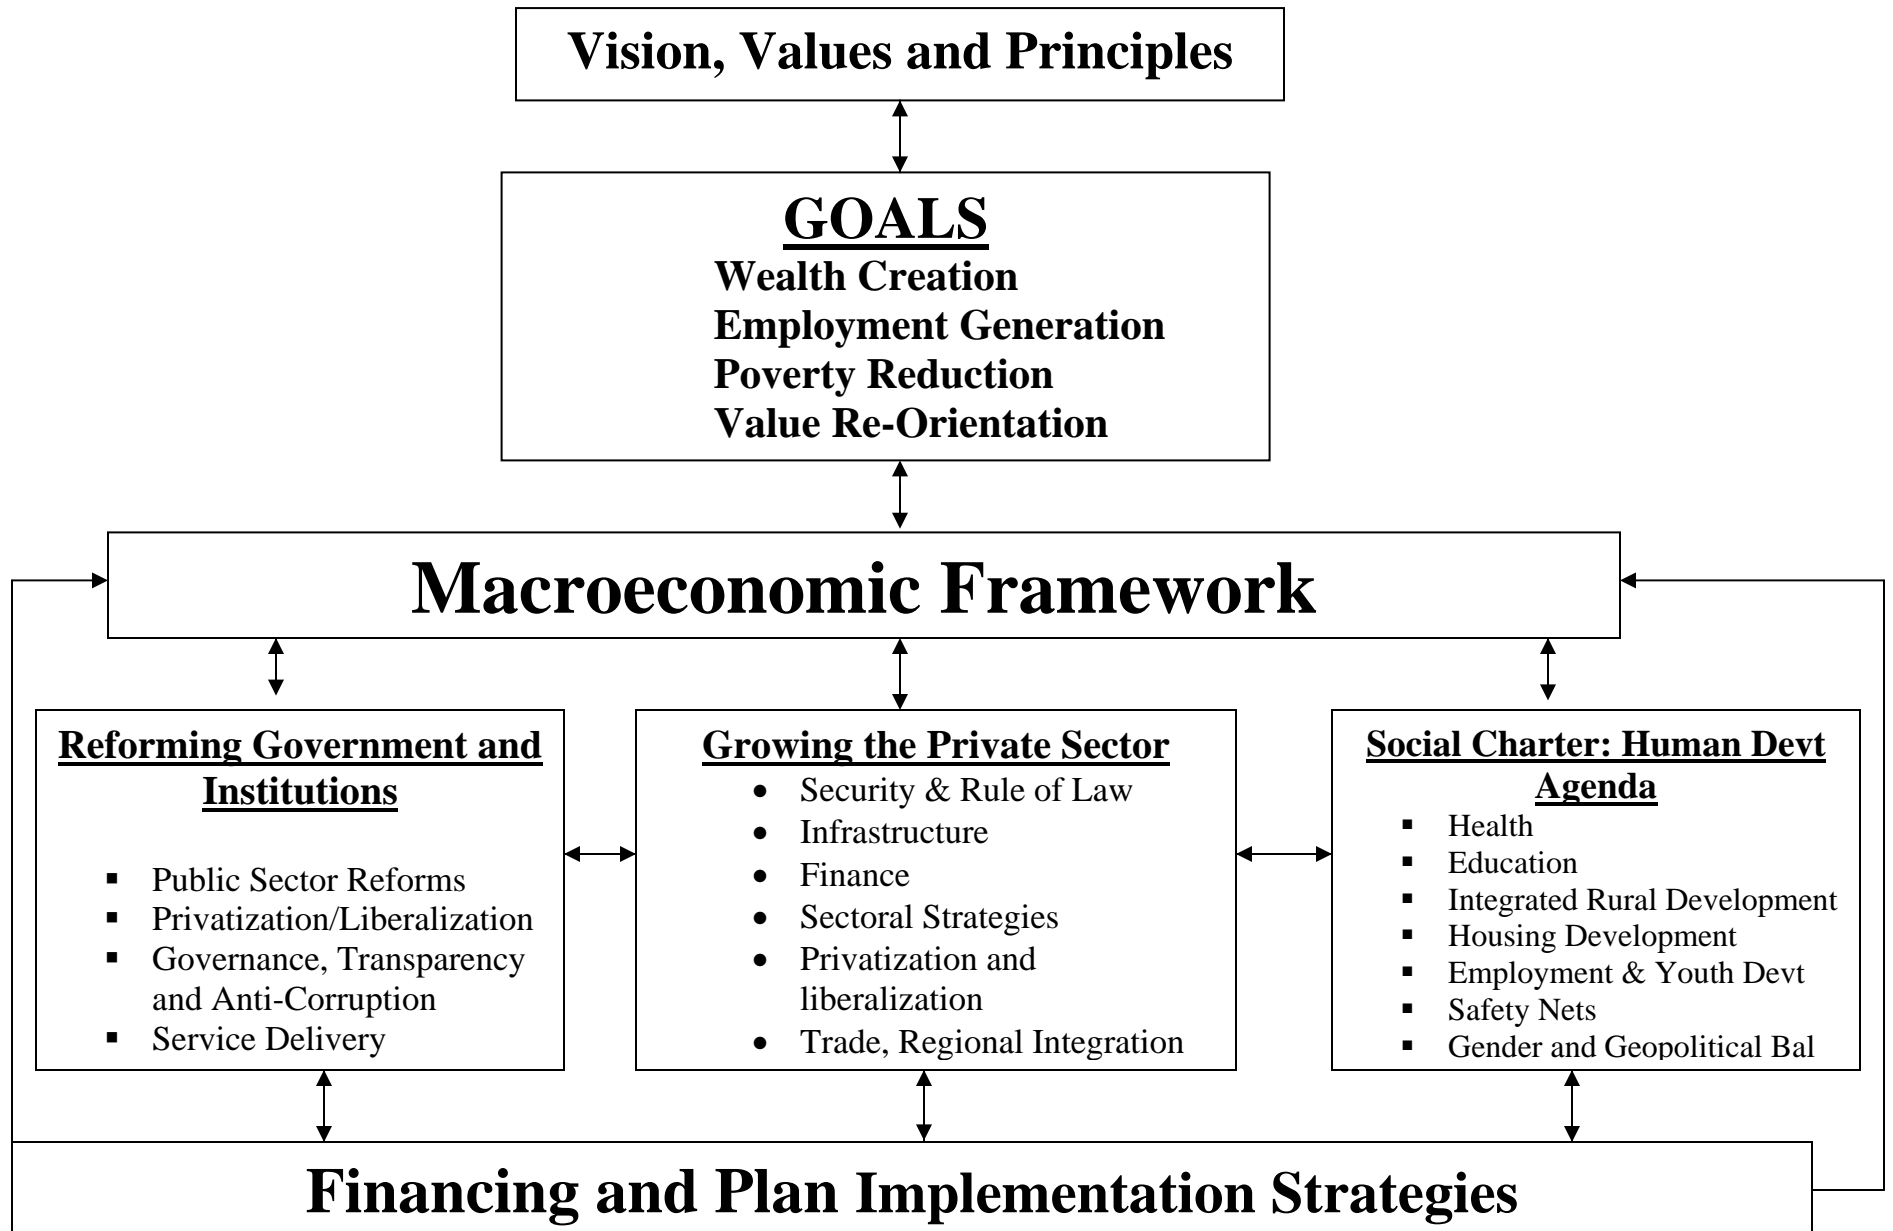 Vision, Values and Principles
GOALS
Wealth Creation
Employment Generation
Poverty Reduction
Value Re-Orientation
Macroeconomic Framework
Reforming Government and
Institutions
▪ Public Sector Reforms
▪ Privatization/Liberalization
▪ Governance, Transparency
and Anti-Corruption
▪ Service Delivery
Growing the Private Sector
• Security & Rule of Law
• Infrastructure
• Finance
• Sectoral Strategies
• Privatization and
liberalization
• Trade, Regional Integration
Social Charter: Human Devt
Agenda
▪ Health
▪ Education
▪ Integrated Rural Development
▪ Housing Development
▪ Employment & Youth Devt
▪ Safety Nets
▪ Gender and Geopolitical Bal
Financing and Plan Implementation Strategies